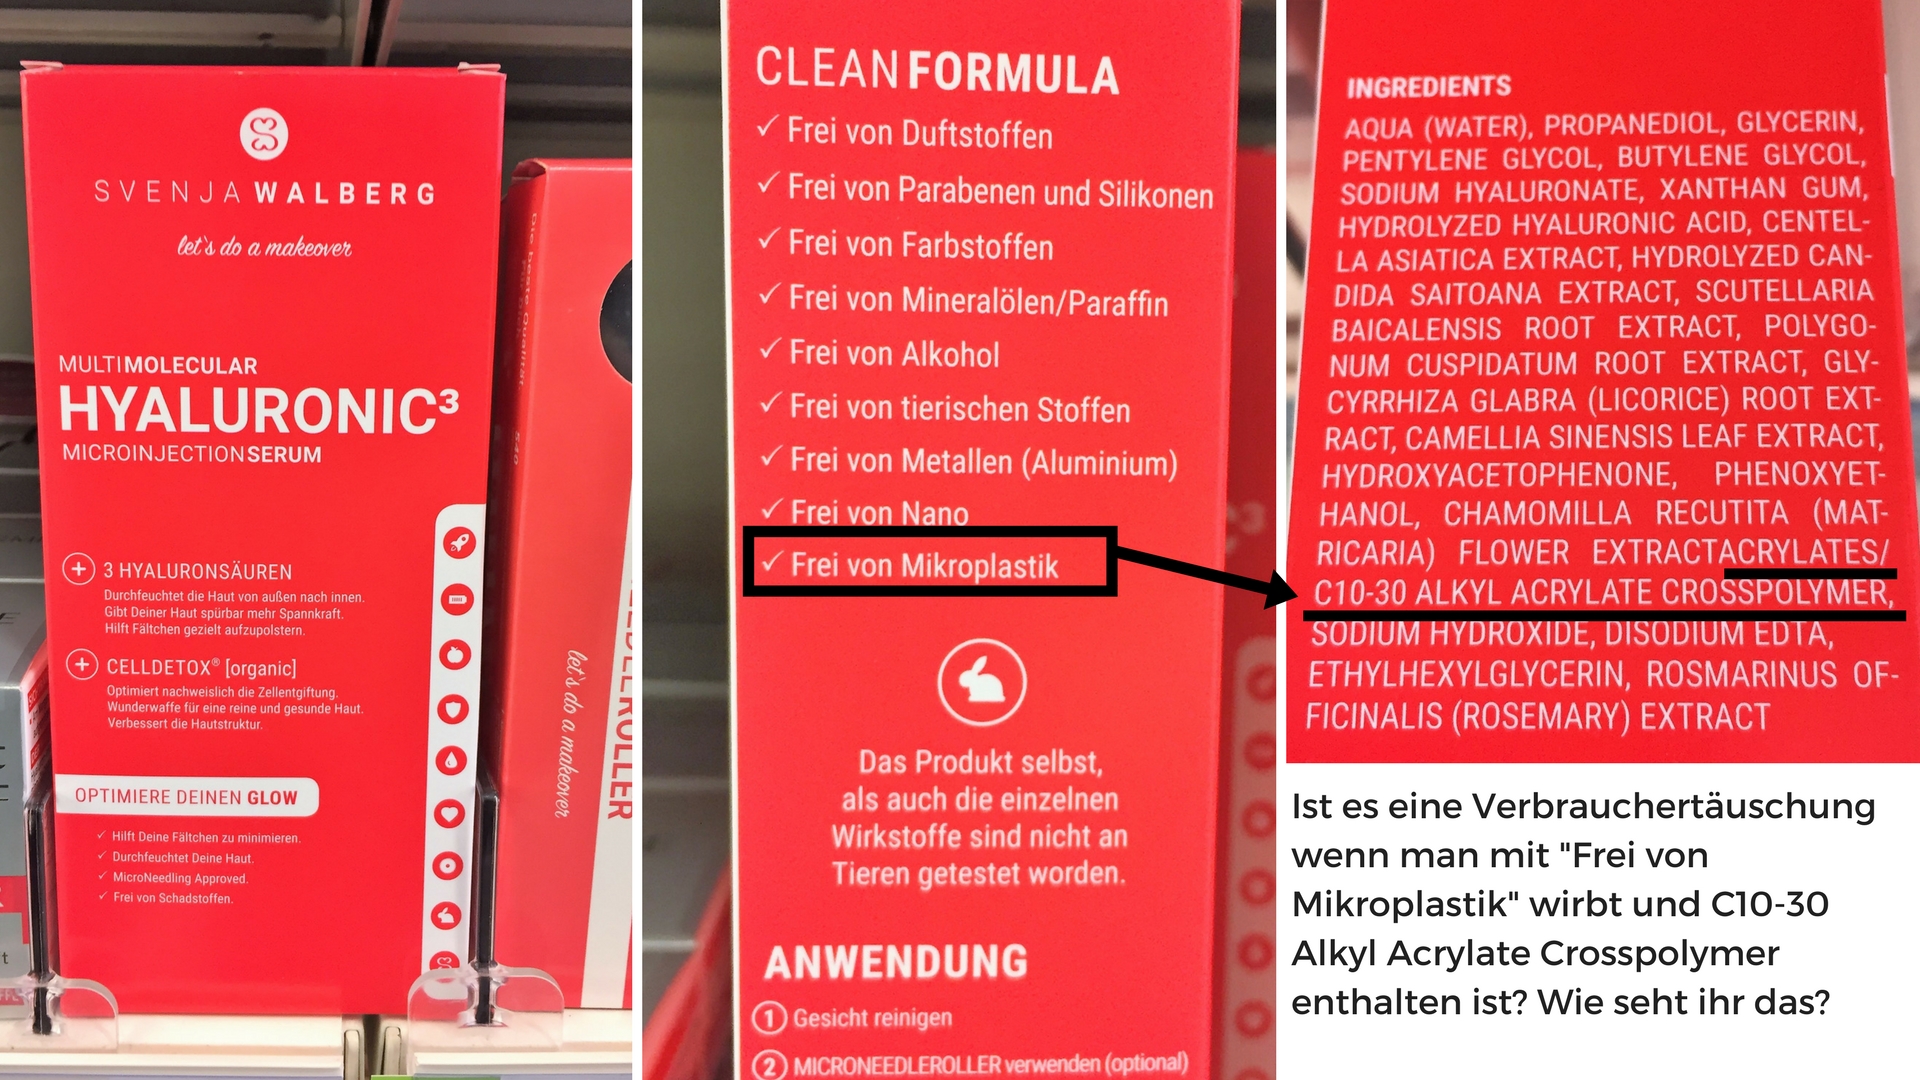 SVENJA WALBERG
let's do a makeover
MULTIMOLECULAR
HYALURONIC³
MICROINJECTIONSERUM
3 HYALURONSÄUREN
Durchfeuchtet die Haut von außen nach innen.
Gibt Deiner Haut spürbar mehr Spannkraft.
Hilft Fältchen gezielt aufzupolstern.
CELLDETOX® [organic]
Optimiert nachweislich die Zellentgiftung.
Wunderwaffe für eine reine und gesunde Haut.
Verbessert die Hautstruktur.
OPTIMIERE DEINEN GLOW
✓ Hilft Deine Fältchen zu minimieren.
✓ Durchfeuchtet Deine Haut.
✓ MicroNeedling Approved.
✓ Frei von Schadstoffen.
let's do a makeover
CLEANFORMULA
✓ Frei von Duftstoffen
✓ Frei von Parabenen und Silikonen
✓ Frei von Farbstoffen
✓ Frei von Mineralölen/Paraffin
✓ Frei von Alkohol
✓ Frei von tierischen Stoffen
✓ Frei von Metallen (Aluminium)
✓ Frei von Nano
✓ Frei von Mikroplastik
Das Produkt selbst,
als auch die einzelnen
Wirkstoffe sind nicht an
Tieren getestet worden.
ANWENDUNG
1 Gesicht reinigen
2 MICRONEEDLEROLLER verwenden (optional)
INGREDIENTS
AQUA (WATER), PROPANEDIOL, GLYCERIN,
PENTYLENE GLYCOL, BUTYLENE GLYCOL,
SODIUM HYALURONATE, XANTHAN GUM,
HYDROLYZED HYALURONIC ACID, CENTEL-
LA ASIATICA EXTRACT, HYDROLYZED CAN-
DIDA SAITOANA EXTRACT, SCUTELLARIA
BAICALENSIS ROOT EXTRACT, POLYGO-
NUM CUSPIDATUM ROOT EXTRACT, GLY-
CYRRHIZA GLABRA (LICORICE) ROOT EXT-
RACT, CAMELLIA SINENSIS LEAF EXTRACT,
HYDROXYACETOPHENONE, PHENOXYET-
HANOL, CHAMOMILLA RECUTITA (MAT-
RICARIA) FLOWER EXTRACTACRYLATES/
C10-30 ALKYL ACRYLATE CROSSPOLYMER,
SODIUM HYDROXIDE, DISODIUM EDTA,
ETHYLHEXYLGLYCERIN, ROSMARINUS OF-
FICINALIS (ROSEMARY) EXTRACT
Ist es eine Verbrauchertäuschung
wenn man mit "Frei von
Mikroplastik" wirbt und C10-30
Alkyl Acrylate Crosspolymer
enthalten ist? Wie seht ihr das?